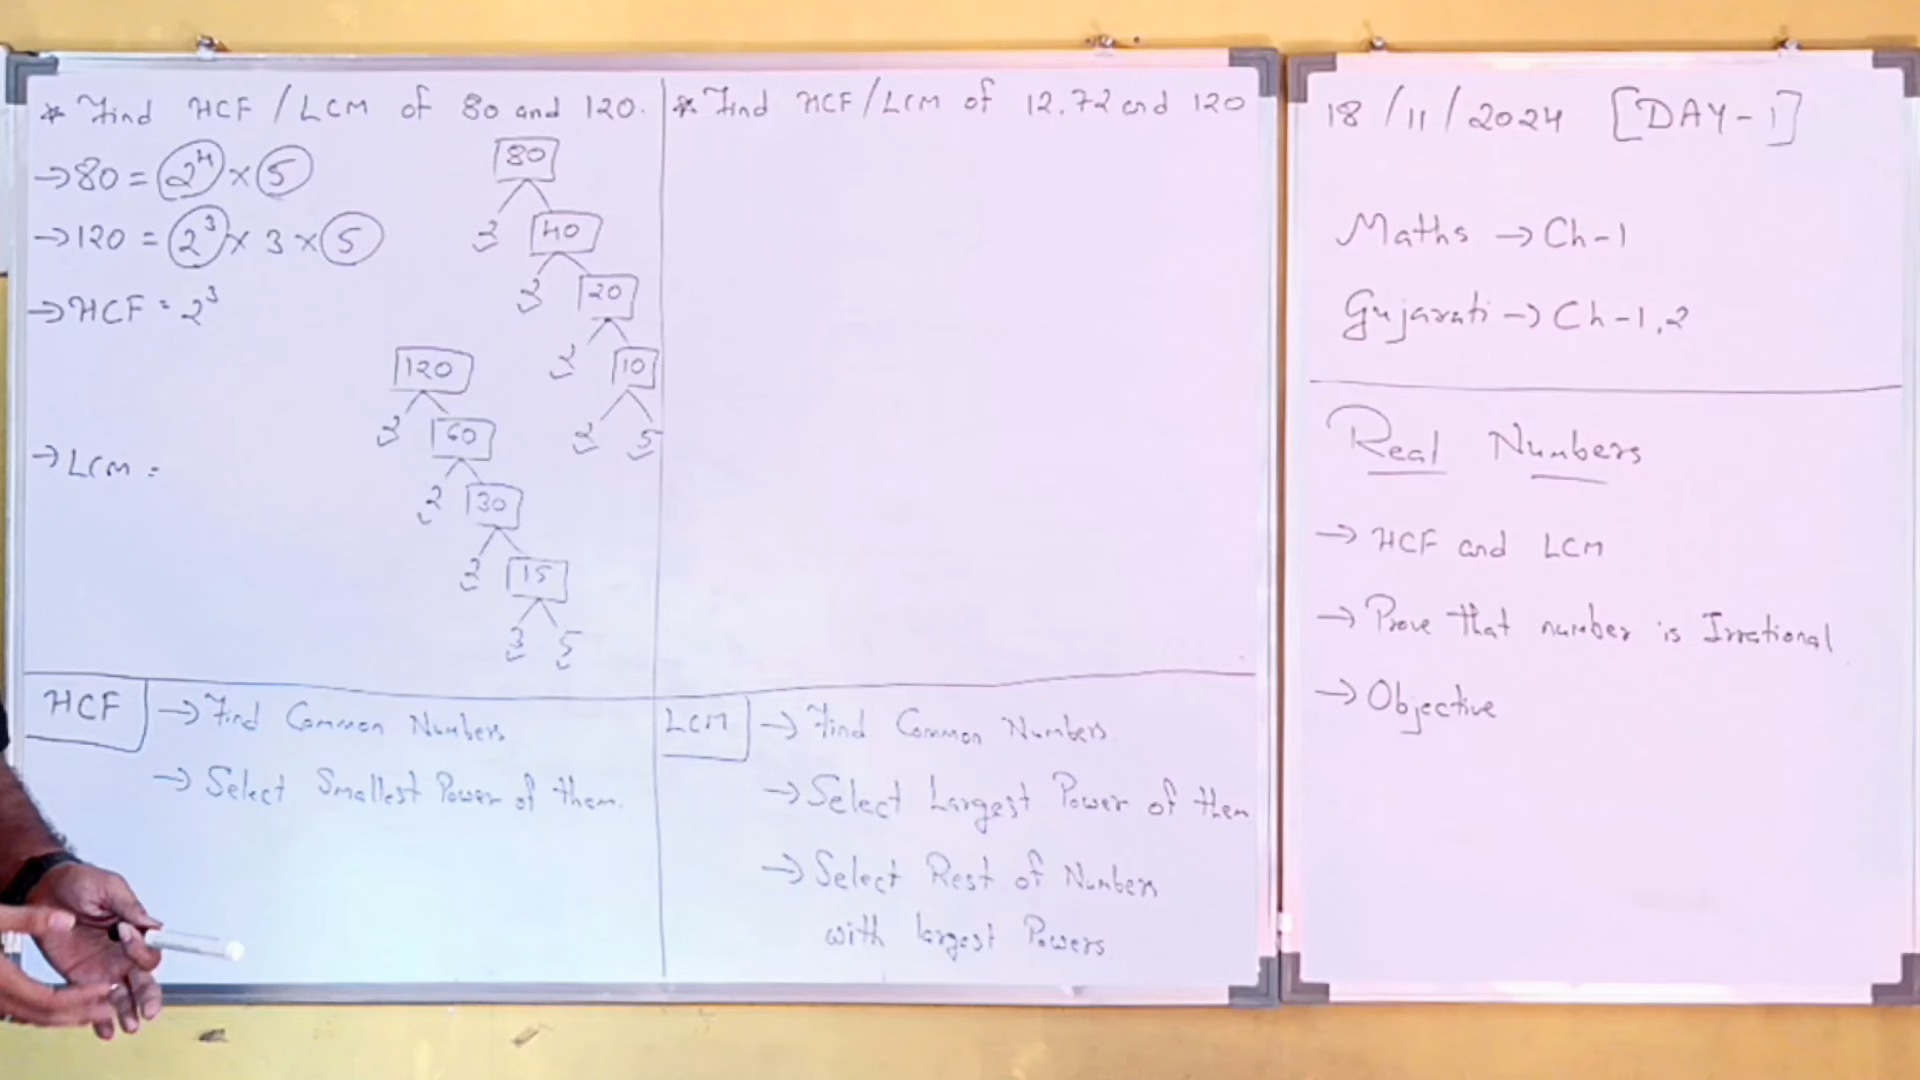 * Find HCF / LCM of 80 and 120.
→ 80 = 2⁴ × 5
→ 120 = 2³ × 3 × 5
→ HCF = 2³
→ LCM =
80
2 40
2 20
2 10
2 5
120
2 60
2 30
2 15
3 5
* Find HCF / LCM of 12.72 and 120
HCF → Find Common Numbers
→ Select Smallest Power of them.
LCM → Find Common Numbers
→ Select Largest Power of them
→ Select Rest of Numbers
with largest Powers
18/11/2024 [DAY-1]
Maths → Ch-1
Gujarati → Ch-1,2
Real Numbers
→ HCF and LCM
→ Prove that number is Irrational
→ Objective